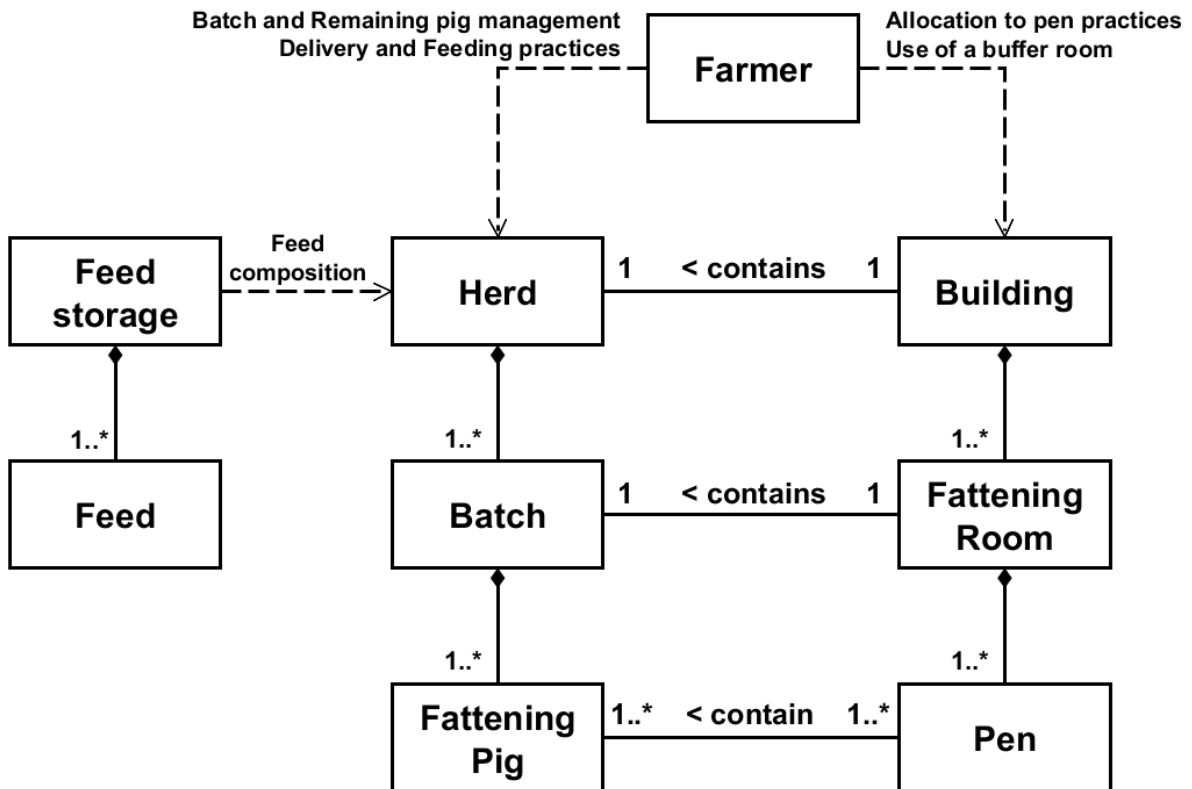 Batch and Remaining pig management
Delivery and Feeding practices
Farmer
Allocation to pen practices
Use of a buffer room
Feed
storage
Feed
composition
Herd
1 < contains 1
Building
1..*
1..*
1..*
Feed
Batch
1 < contains 1
Fattening
Room
1..*
1..*
Fattening
Pig
1..* < contain 1..*
Pen